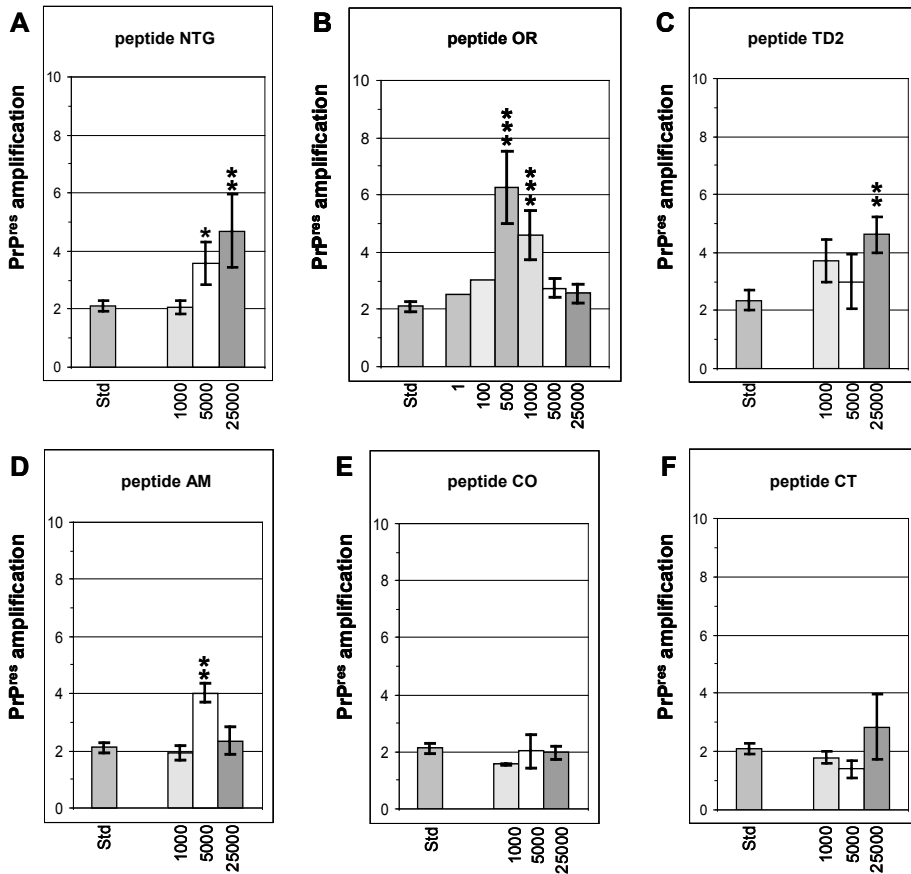 A
peptide NTG
PrPres amplification
10
8
6
4
2
0
*
**
Std
1000
5000
25000
B
peptide OR
PrPres amplification
10
8
6
4
2
0
***
***
Std
1
100
500
1000
5000
25000
C
peptide TD2
PrPres amplification
10
8
6
4
2
0
**
Std
1000
5000
25000
D
peptide AM
PrPres amplification
10
8
6
4
2
0
**
Std
1000
5000
25000
E
peptide CO
PrPres amplification
10
8
6
4
2
0
Std
1000
5000
25000
F
peptide CT
PrPres amplification
10
8
6
4
2
0
Std
1000
5000
25000